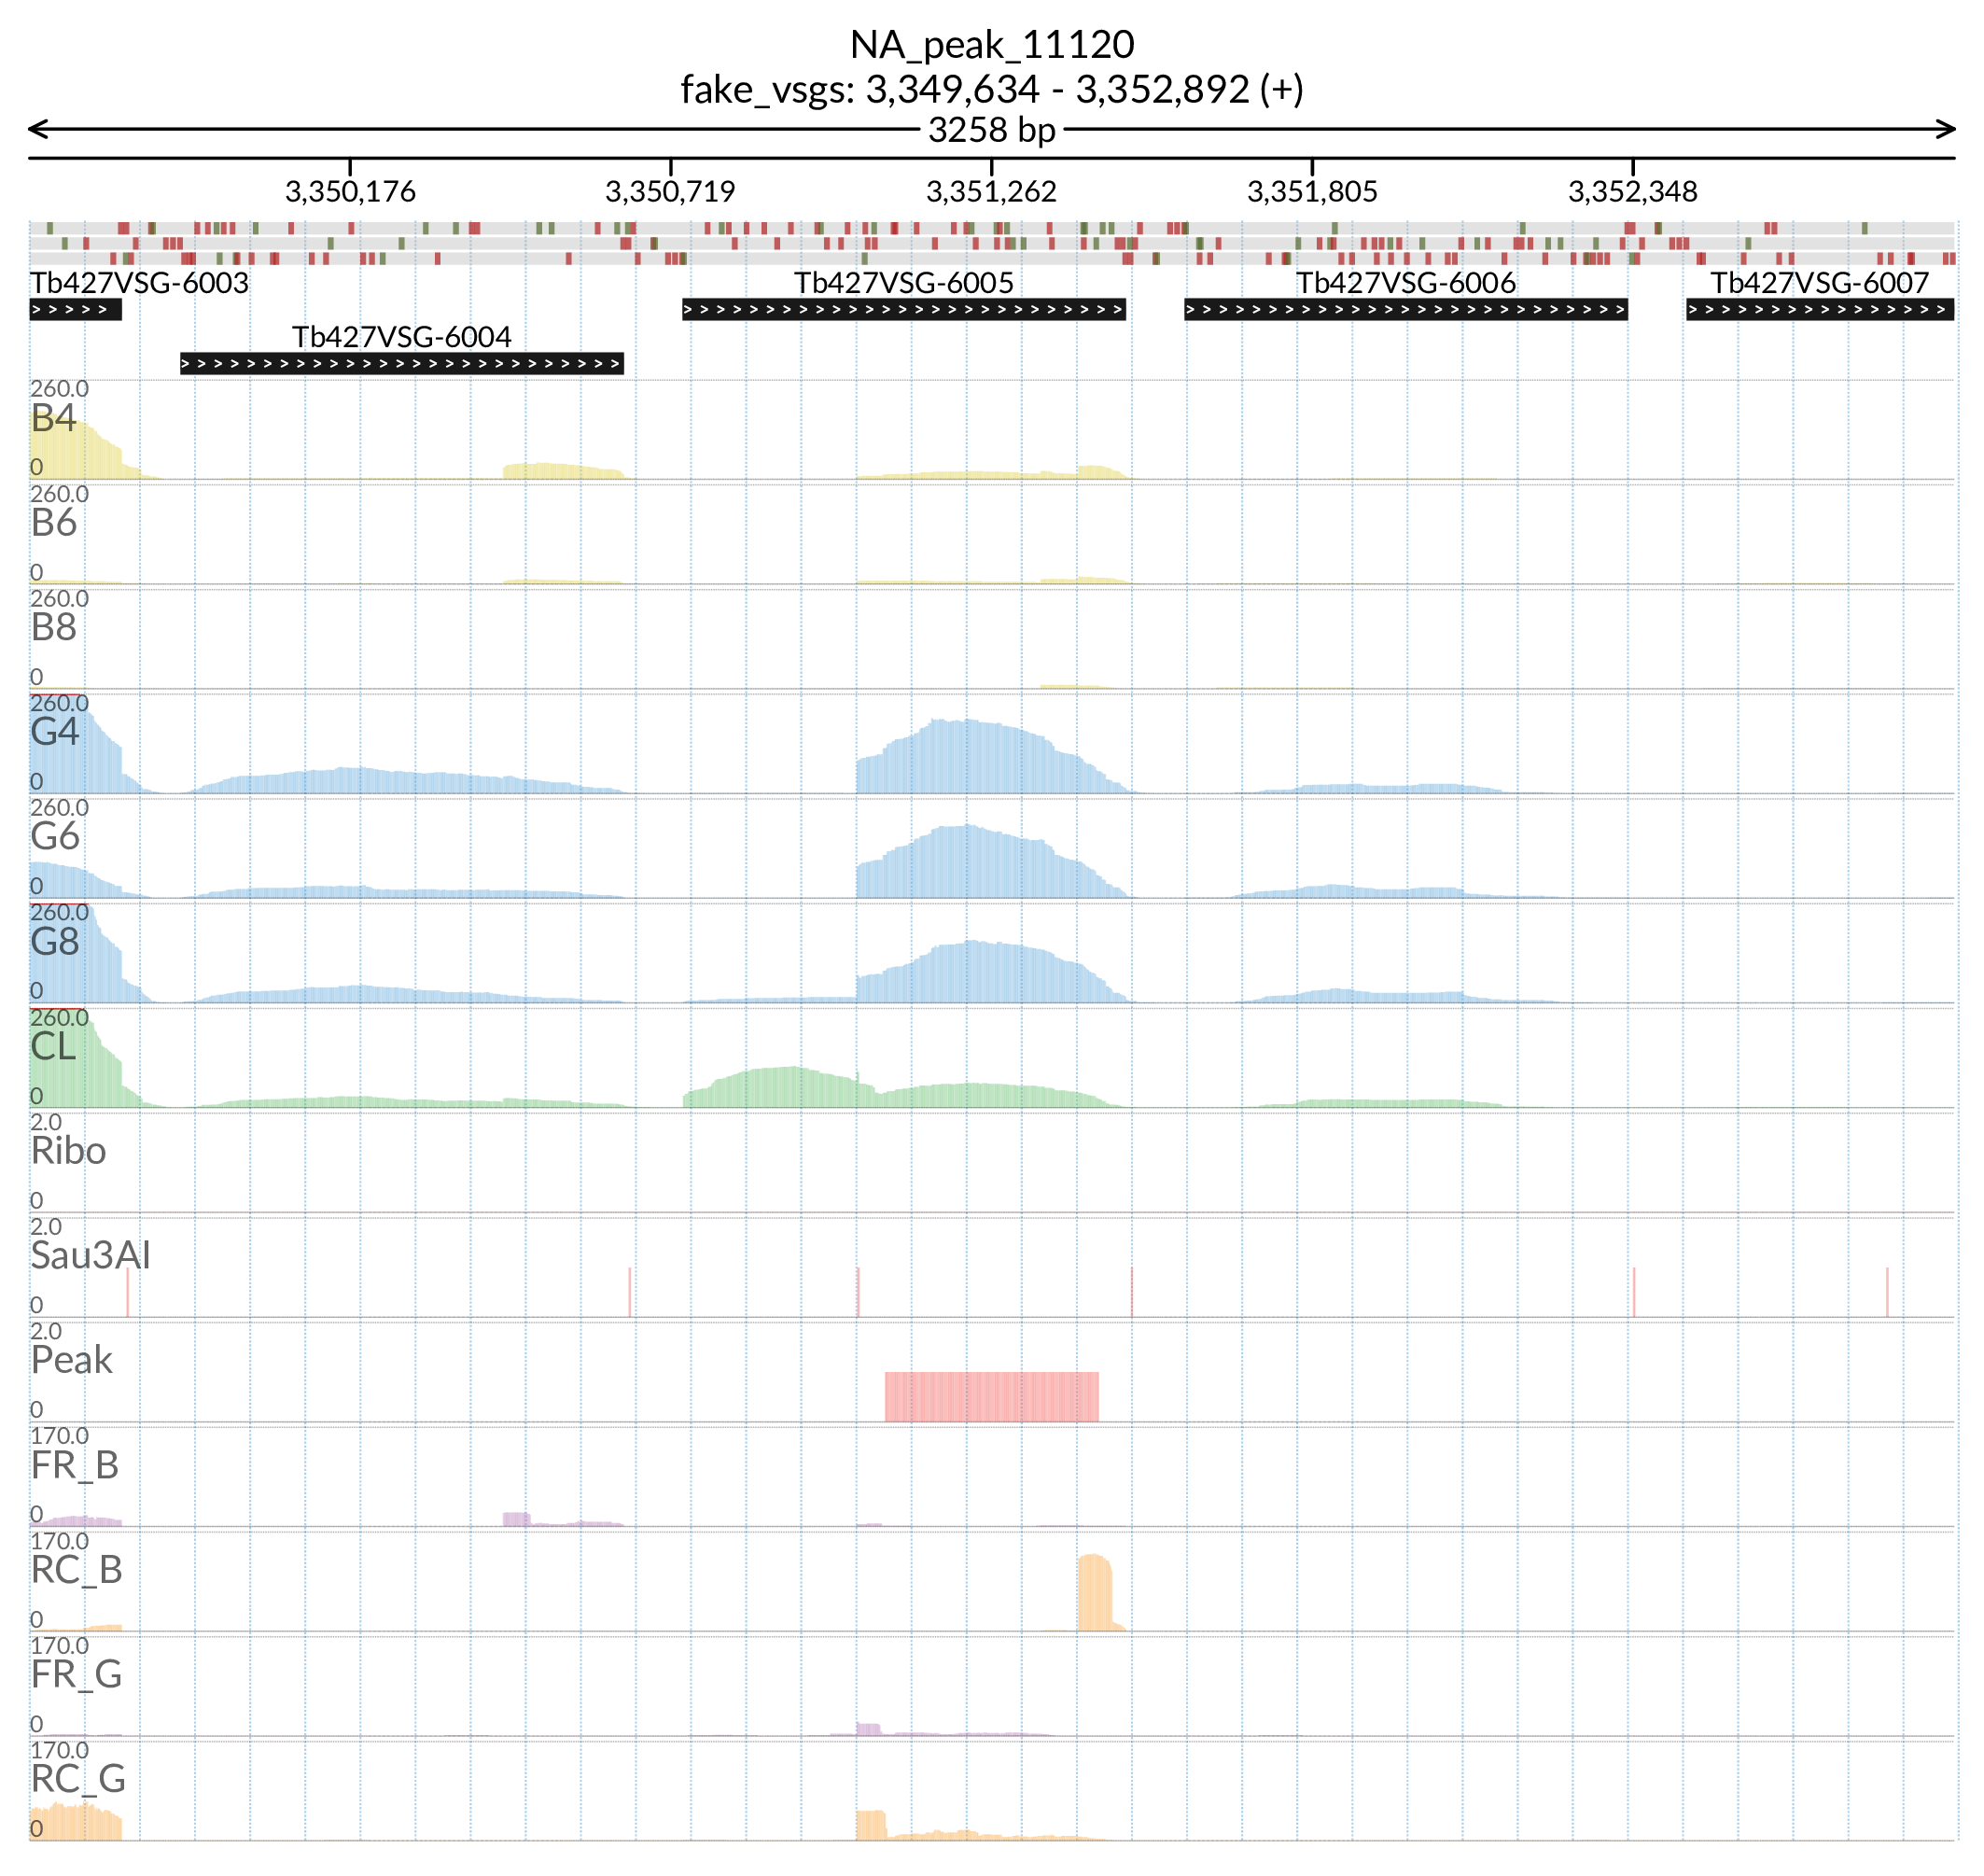 NA_peak_11120
fake_vsgs: 3,349,634 - 3,352,892 (+)
3258 bp
3,350,176 3,350,719 3,351,262 3,351,805 3,352,348
Tb427VSG-6003 Tb427VSG-6005 Tb427VSG-6006 Tb427VSG-6007
Tb427VSG-6004
260.0
B4
0
260.0
B6
0
260.0
B8
0
260.0
G4
0
260.0
G6
0
260.0
G8
0
260.0
CL
0
2.0
Ribo
0
2.0
Sau3AI
0
2.0
Peak
0
170.0
FR_B
0
170.0
RC_B
0
170.0
FR_G
0
170.0
RC_G
0